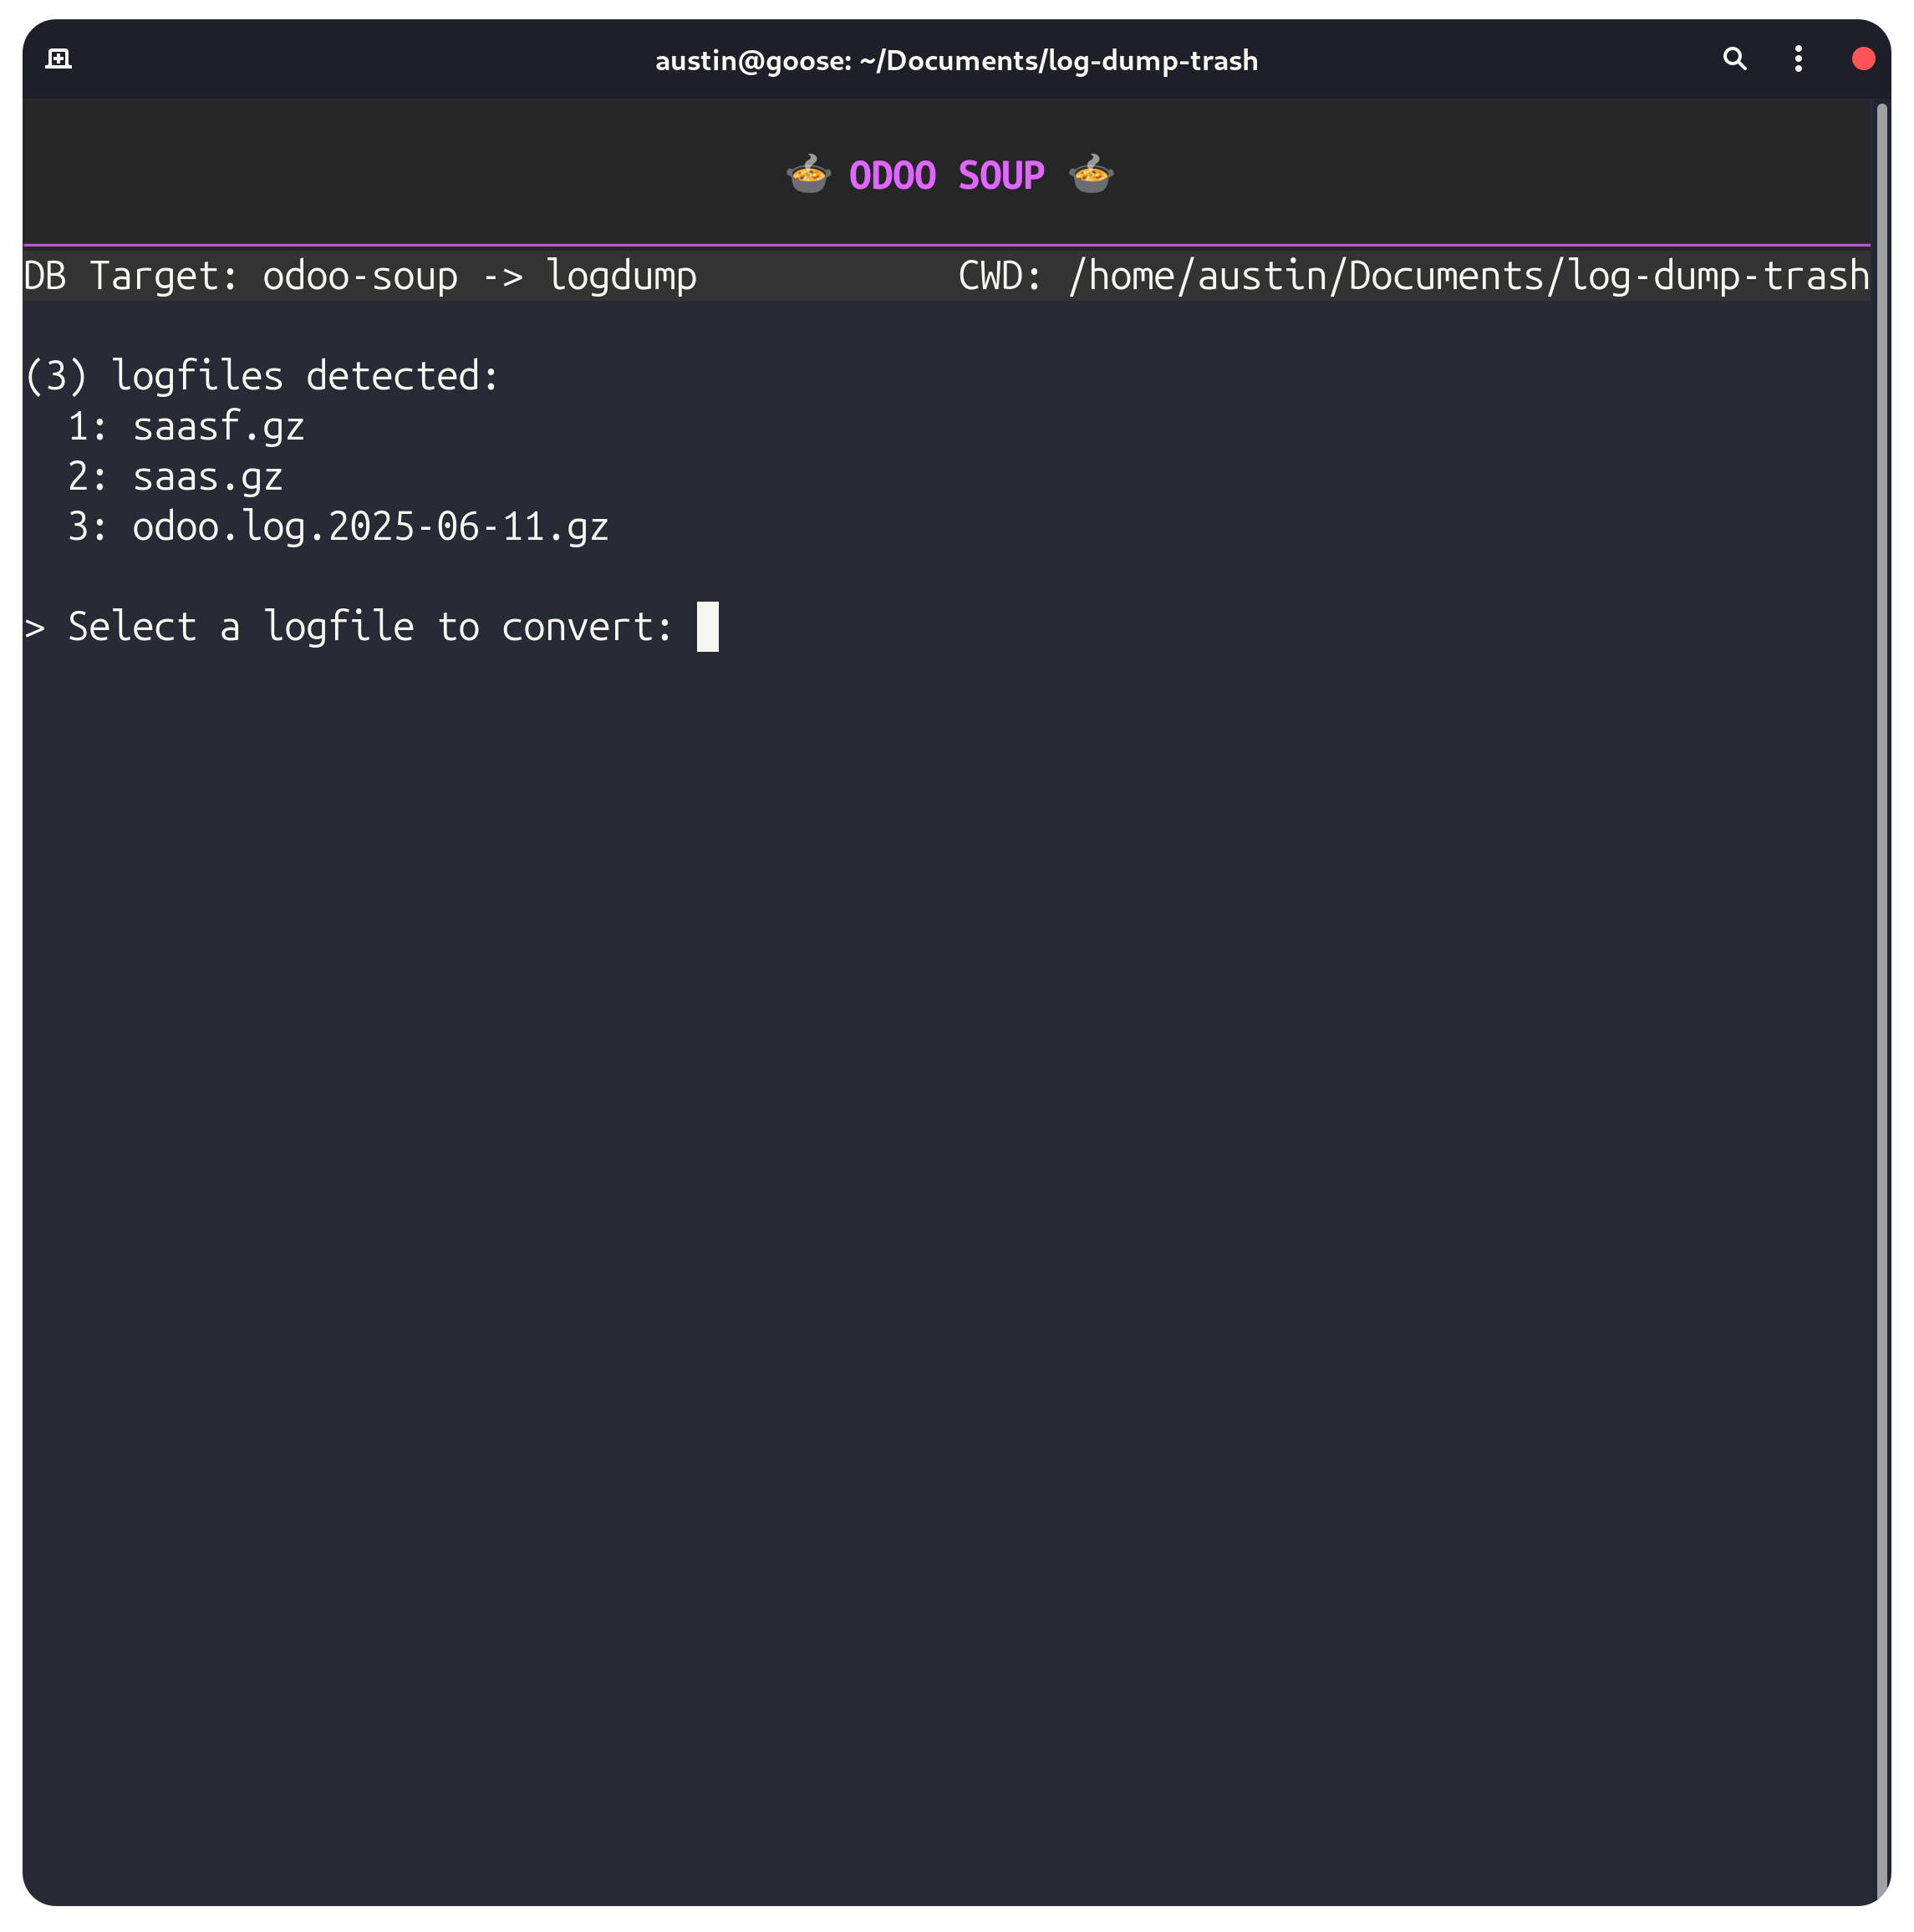 austin@goose: ~/Documents/log-dump-trash
🍲 ODOO SOUP 🍲
DB Target: odoo-soup -> logdump CWD: /home/austin/Documents/log-dump-trash
(3) logfiles detected:
1: saasf.gz
2: saas.gz
3: odoo.log.2025-06-11.gz
> Select a logfile to convert: